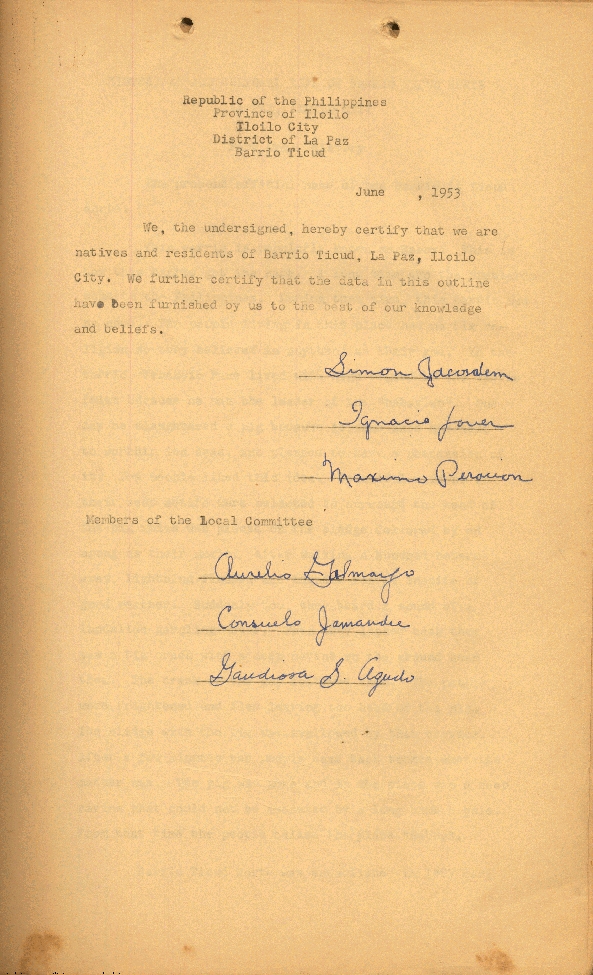 Republic of the Philippines
Province of Iloilo
Iloilo City
District of La Paz
Barrio Ticud
June , 1953
We, the undersigned, hereby certify that we are
natives and residents of Barrio Ticud, La Paz, Iloilo
City. We further certify that the data in this outline
have been furnished by us to the best of our knowledge
and beliefs.
Simon
Ignacio Jover
Maximo
Members of the Local Committee
Aurelio
Consuelo Jamandre
Gaudiosa S. Agudo